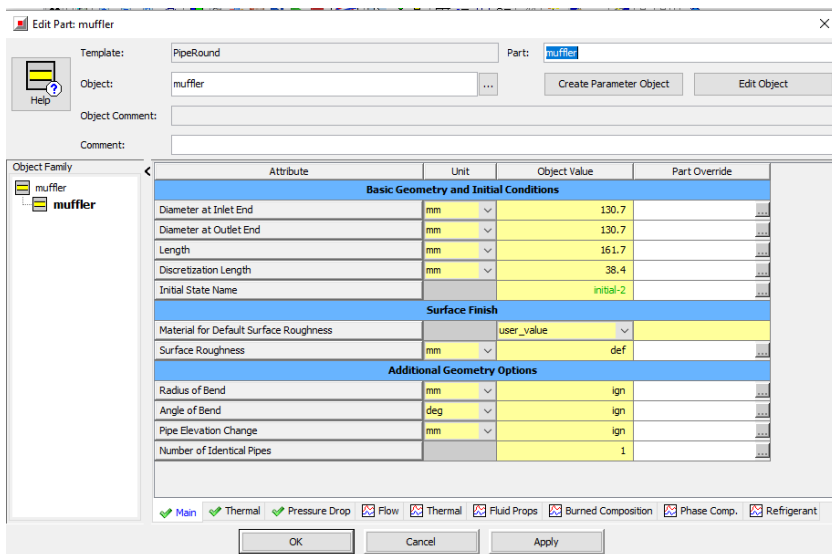 Edit Part: muffler
Template: PipeRound Part: muffler
Help
Object: muffler ... Create Parameter Object Edit Object
Object Comment:
Comment:
Object Family
muffler
muffler
Attribute Unit Object Value Part Override
Basic Geometry and Initial Conditions
Diameter at Inlet End mm 130.7 ...
Diameter at Outlet End mm 130.7 ...
Length mm 161.7 ...
Discretization Length mm 38.4 ...
Initial State Name initial-2 ...
Surface Finish
Material for Default Surface Roughness user_value
Surface Roughness mm def ...
Additional Geometry Options
Radius of Bend mm ign ...
Angle of Bend deg ign ...
Pipe Elevation Change mm ign ...
Number of Identical Pipes 1 ...
Main Thermal Pressure Drop Flow Thermal Fluid Props Burned Composition Phase Comp. Refrigerant
OK Cancel Apply